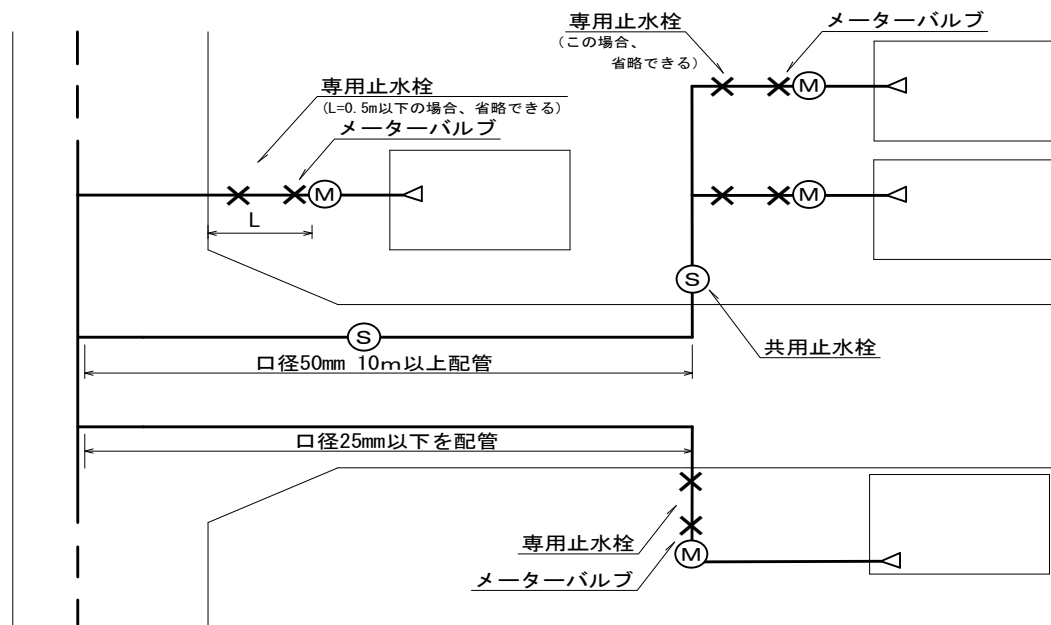 専用止水栓
（この場合、
省略できる）
メーターバルブ
M
専用止水栓
（L=0.5m以下の場合、省略できる）
メーターバルブ
M
M
L
S
S
共用止水栓
口径50mm 10m以上配管
口径25mm以下を配管
専用止水栓
M
メーターバルブ